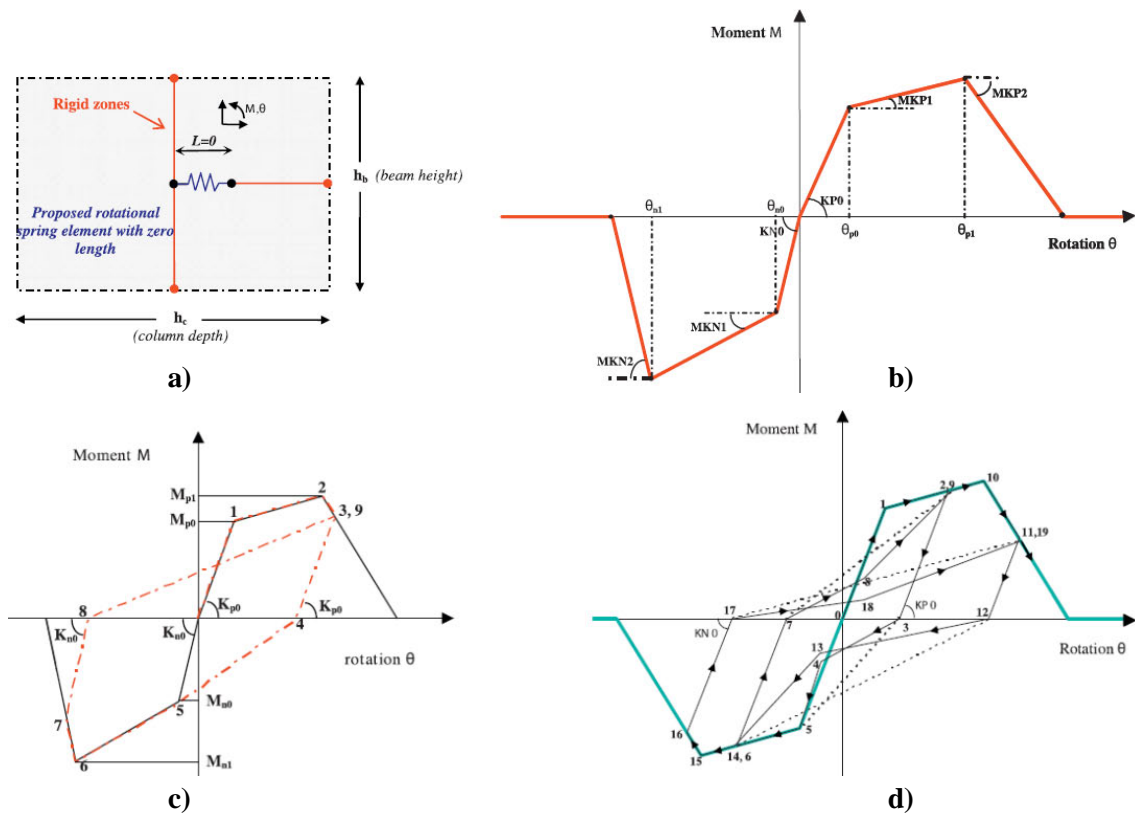 Rigid zones
M,θ
L=0
h_b (beam height)
Proposed rotational
spring element with zero
length
h_c
(column depth)
a)
Moment M
MKP1
MKP2
θ_n1
θ_n0
KP0
KN0
θ_p0
θ_p1
Rotation θ
MKN1
MKN2
b)
Moment M
M_p1
2
1
3, 9
M_p0
K_p0
K_p0
8
K_n0
K_n0
4
rotation θ
M_n0
5
7
6
M_n1
c)
Moment M
2,9
10
1
11,19
8
17
18
KP 0
12
0
KN 0
7
3
Rotation θ
13
4
5
16
15
14, 6
d)